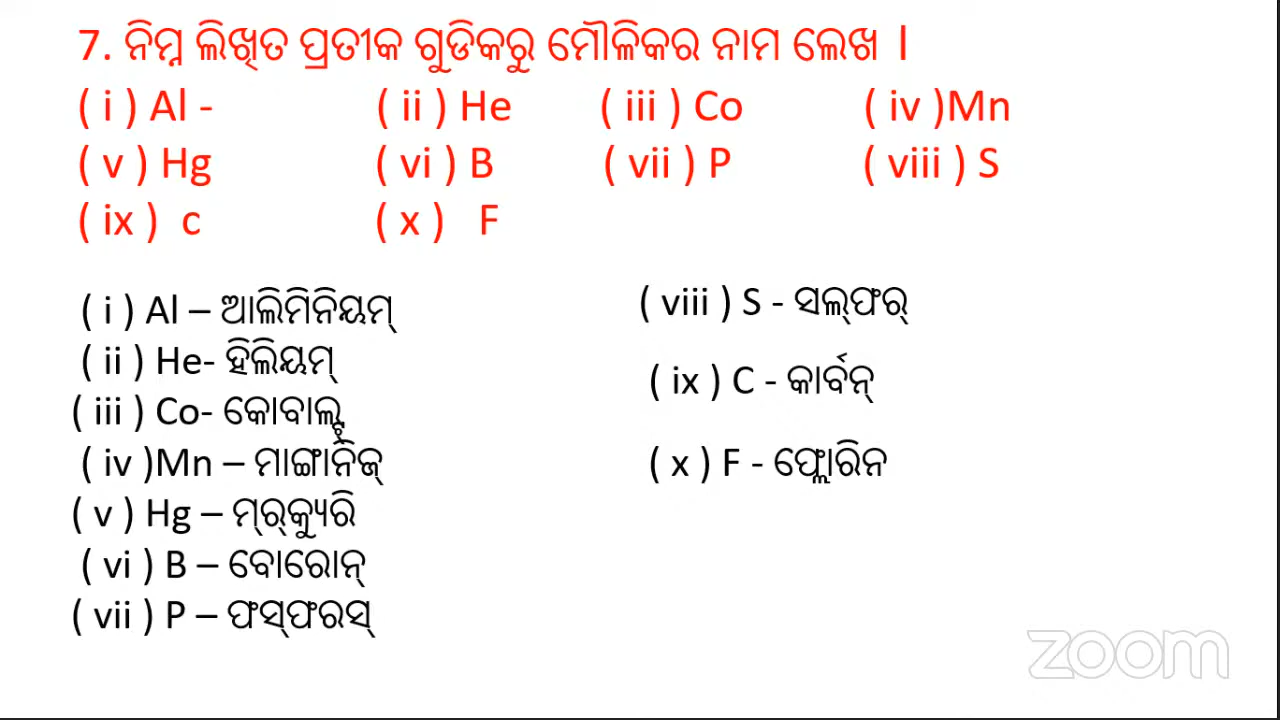 7. ନିମ୍ନ ଲିଖିତ ପ୍ରତୀକ ଗୁଡିକରୁ ମୌଳିକର ନାମ ଲେଖ ।
( i ) Al - ( ii ) He ( iii ) Co ( iv )Mn
( v ) Hg ( vi ) B ( vii ) P ( viii ) S
( ix ) c ( x ) F
( i ) Al – ଆଲିମିନିୟମ୍
( ii ) He- ହିଲିୟମ୍
( iii ) Co- କୋବାଲ୍ଟ
( iv )Mn – ମାଙ୍ଗାନିଜ୍
( v ) Hg – ମ୍ର୍କ୍ୟୁରି
( vi ) B – ବୋରୋନ୍
( vii ) P – ଫସ୍ଫରସ୍
( viii ) S - ସଲ୍ଫର୍
( ix ) C - କାର୍ବନ୍
( x ) F - ଫ୍ଲୋରିନ
zoom